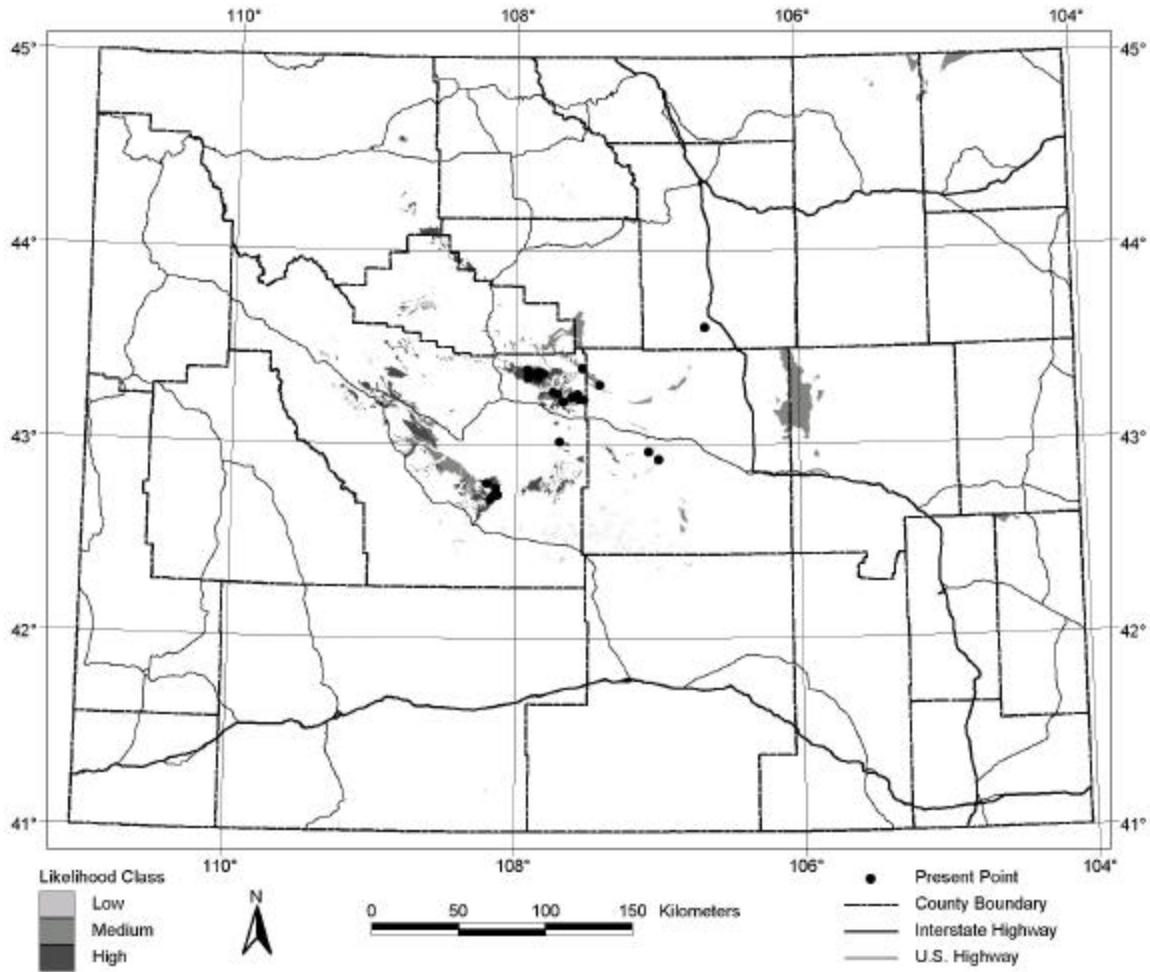 110° 108° 106° 104°
45° 45°
44° 44°
43° 43°
42° 42°
41° 41°
110° 108° 106° 104°
Likelihood Class
Low
Medium
High
N
0 50 100 150 Kilometers
Present Point
County Boundary
Interstate Highway
U.S. Highway